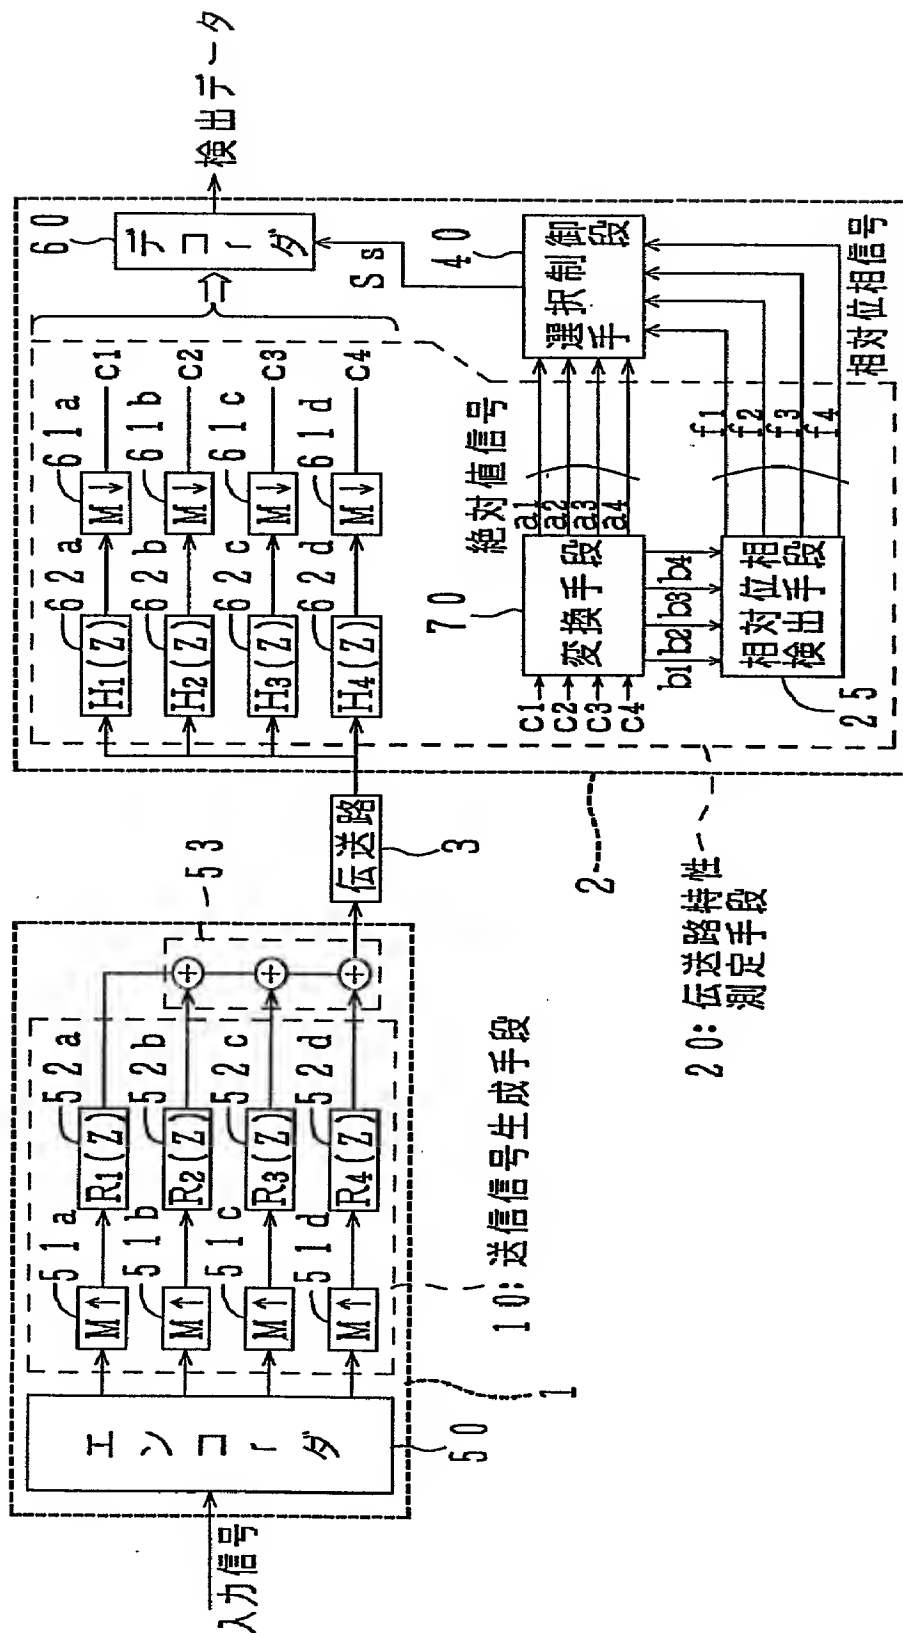 入力信号
エンコーダ
50
1
M↑
51a
M↑
51b
M↑
51c
M↑
51d
R1(Z)
52a
R2(Z)
52b
R3(Z)
52c
R4(Z)
52d
10:送信信号生成手段
53
伝送路
3
2
H1(Z)
62a
H2(Z)
62b
H3(Z)
62c
H4(Z)
62d
M↓
61a
M↓
61b
M↓
61c
M↓
61d
c1
c2
c3
c4
デコーダ
60
検出データ
Ss
c1
c2
c3
c4
変換手段
70
絶対値信号
a1
a2
a3
a4
b1
b2
b3
b4
相対位相
検出手段
25
f1
f2
f3
f4
相対位相信号
選択制御
手段
40
20:伝送路特性
測定手段